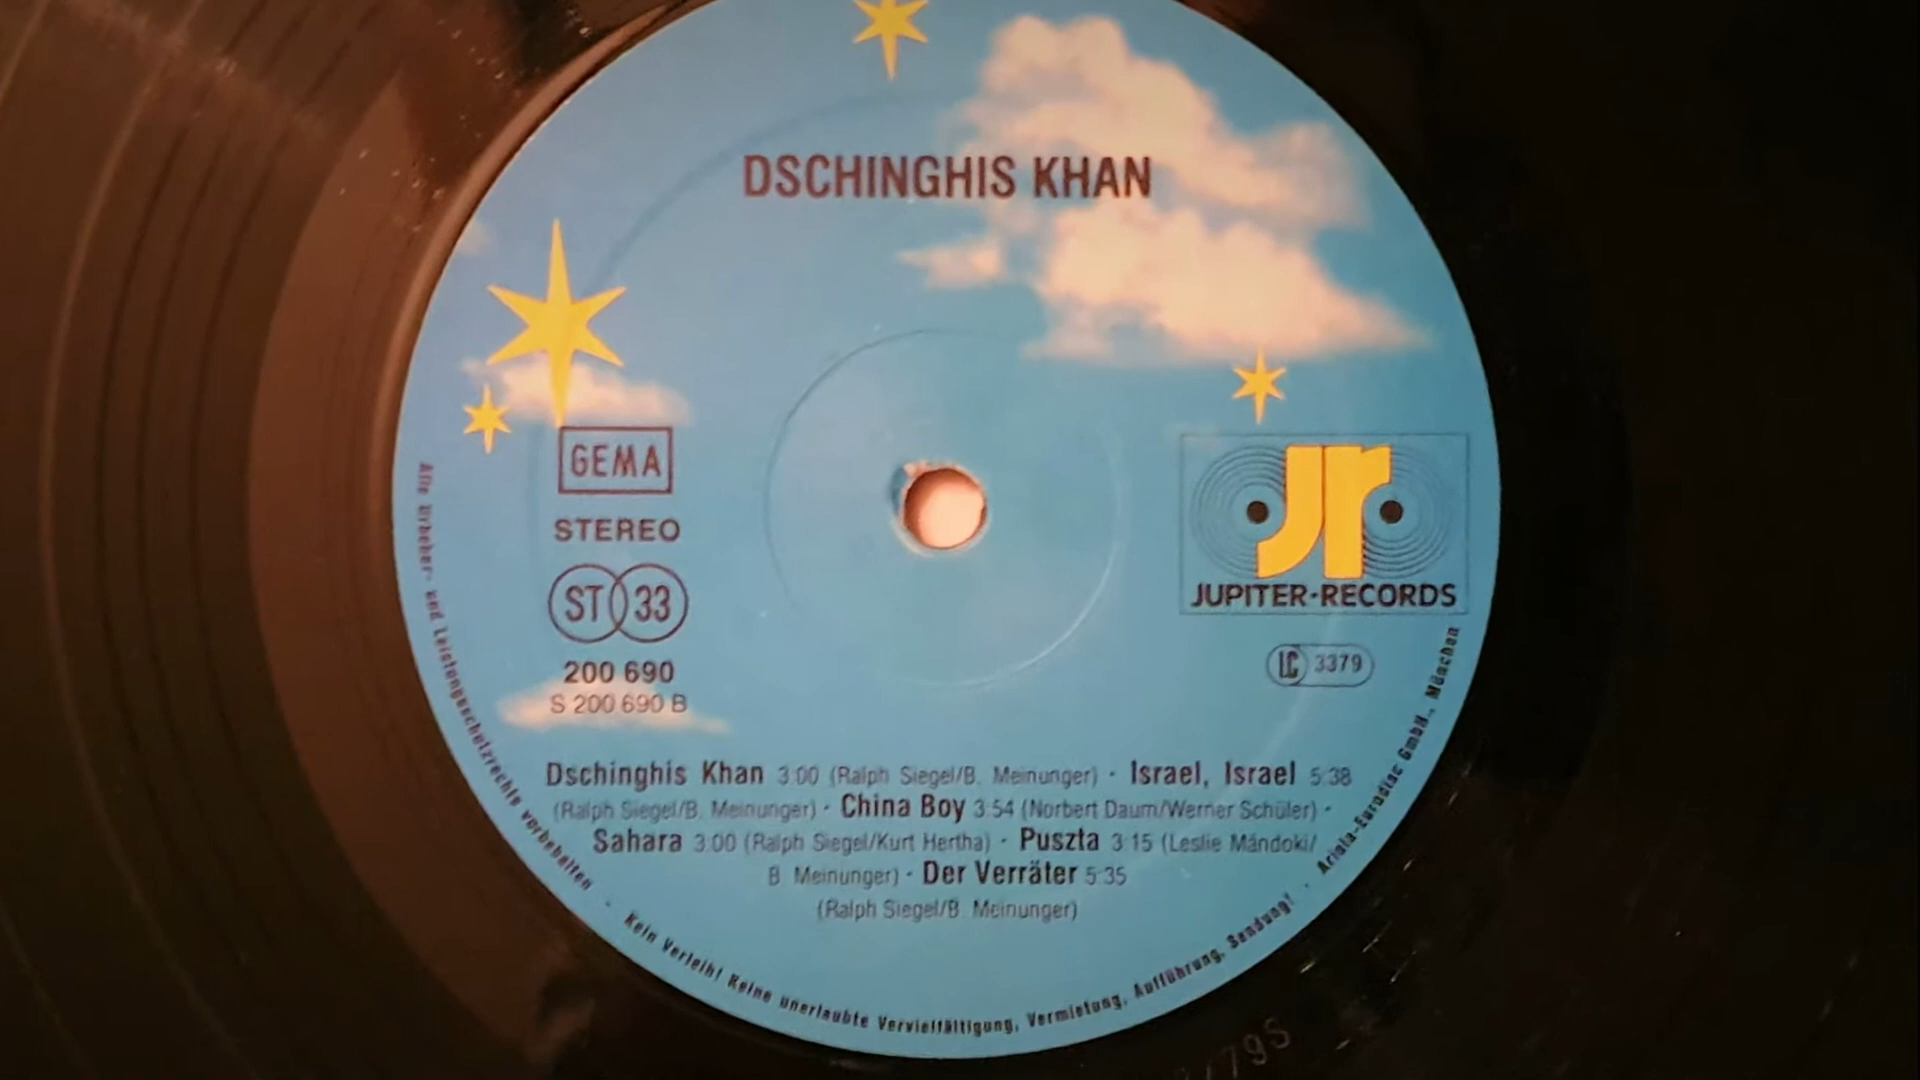 DSCHINGHIS KHAN
GEMA
STEREO
ST 33
200 690
S 200 690 B
JR
JUPITER·RECORDS
LC 3379
Dschinghis Khan 3:00 (Ralph Siegel/B. Meinunger) · Israel, Israel 5:38
(Ralph Siegel/B. Meinunger) · China Boy 3:54 (Norbert Daum/Werner Schüler) ·
Sahara 3:00 (Ralph Siegel/Kurt Hertha) · Puszta 3:15 (Leslie Mándoki/
B. Meinunger) · Der Verräter 5:35
(Ralph Siegel/B. Meinunger)
Alle Urheber- und Leistungsschutzrechte vorbehalten · Kein Verleih! Keine unerlaubte Vervielfältigung, Vermietung, Aufführung, Sendung! · Ariola-Eurodisc GmbH., München